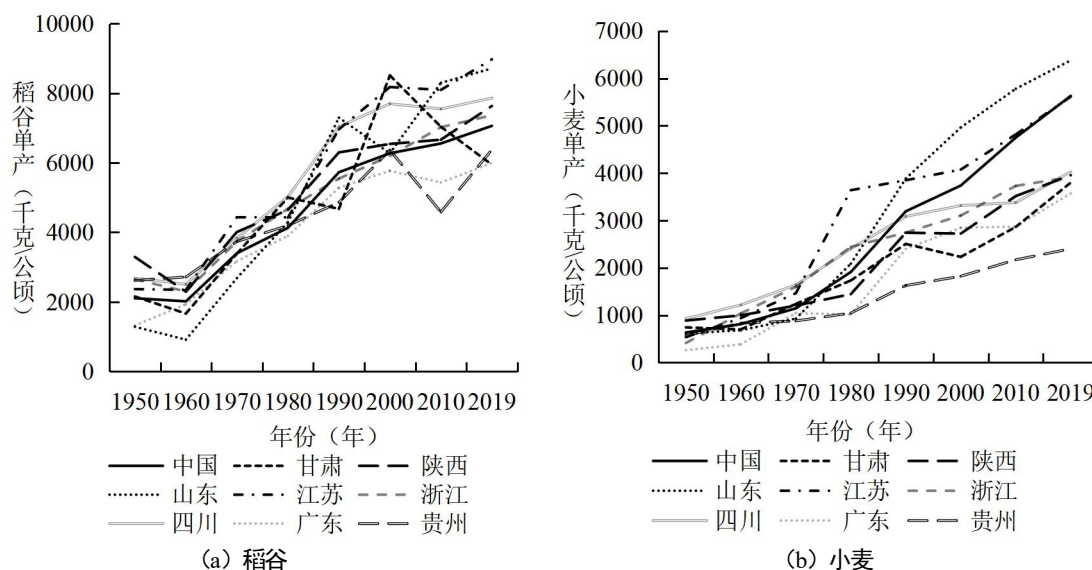 10000
8000
6000
4000
2000
0
稻谷单产（千克/公顷）
1950 1960 1970 1980 1990 2000 2010 2019
年份（年）
中国 甘肃 陕西
山东 江苏 浙江
四川 广东 贵州
（a）稻谷
7000
6000
5000
4000
3000
2000
1000
0
小麦单产（千克/公顷）
1950 1960 1970 1980 1990 2000 2010 2019
年份（年）
中国 甘肃 陕西
山东 江苏 浙江
四川 广东 贵州
（b）小麦